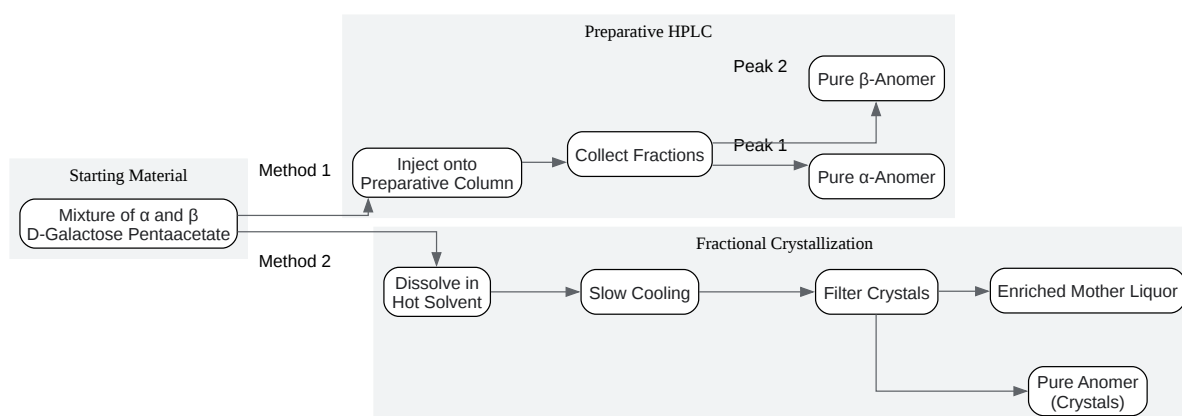 Preparative HPLC
Peak 2
Pure β-Anomer
Peak 1
Collect Fractions
Inject onto
Preparative Column
Pure α-Anomer
Method 1
Starting Material
Mixture of α and β
D-Galactose Pentaacetate
Method 2
Fractional Crystallization
Dissolve in
Hot Solvent
Slow Cooling
Filter Crystals
Enriched Mother Liquor
Pure Anomer
(Crystals)